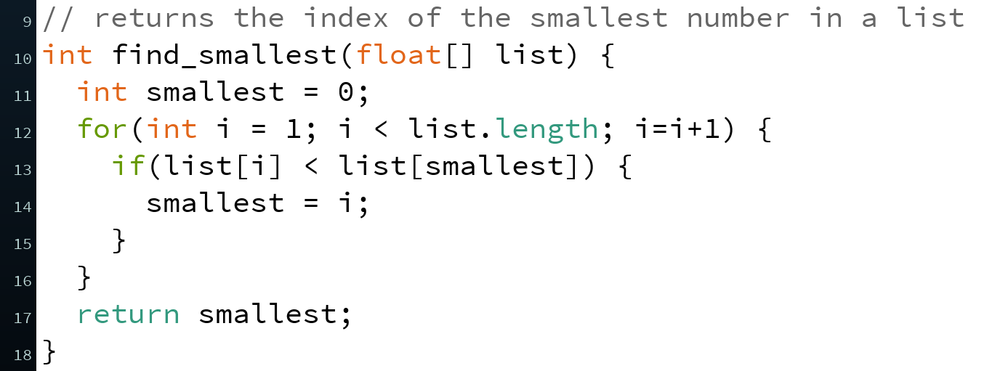 9 // returns the index of the smallest number in a list
10 int find_smallest(float[] list) {
11   int smallest = 0;
12   for(int i = 1; i < list.length; i=i+1) {
13     if(list[i] < list[smallest]) {
14       smallest = i;
15     }
16   }
17   return smallest;
18 }